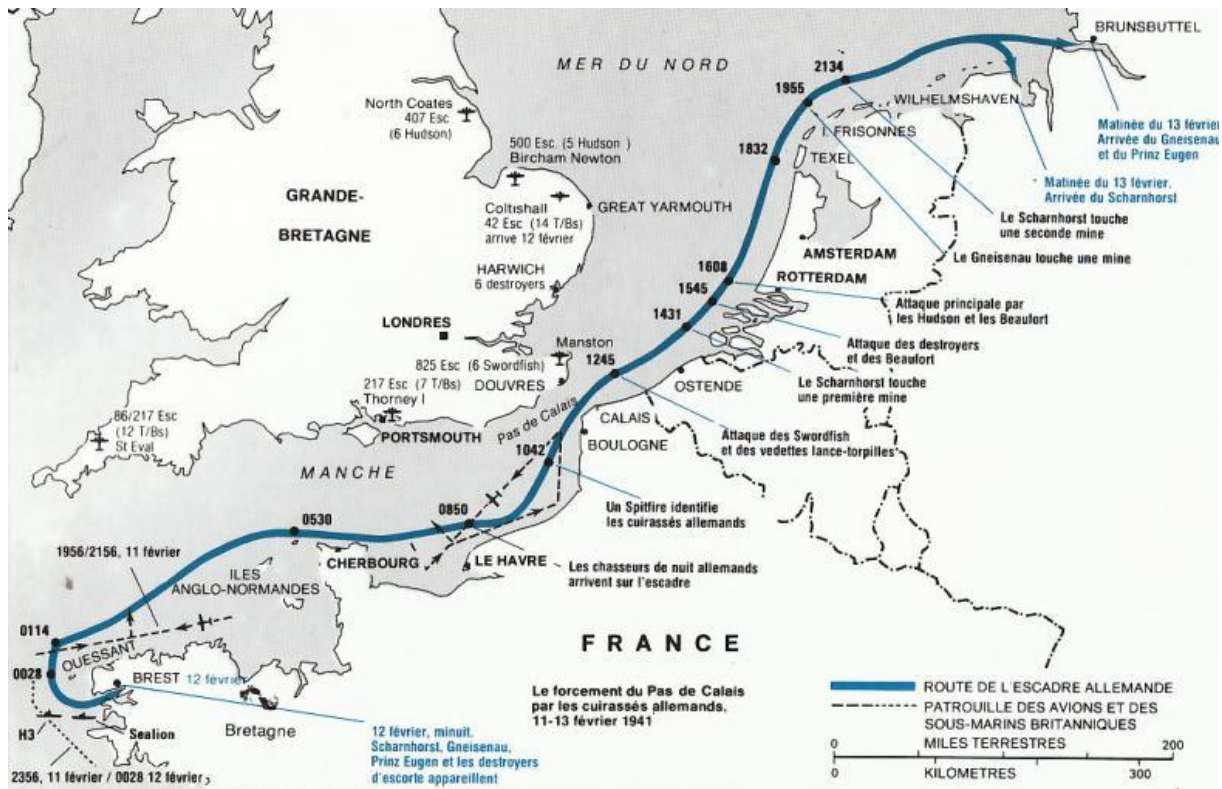 BRUNSBUTTEL
MER DU NORD
2134
1955
North Coates
407 Esc
(6 Hudson)
WILHELMSHAVEN
I. FRISONNES
500 Esc. (5 Hudson)
Bircham Newton
1832
TEXEL
Matinée du 13 février
Arrivée du Gneisenau
et du Prinz Eugen
GRANDE-
BRETAGNE
Coltishall
42 Esc (14 T/Bs)
arrive 12 février
GREAT YARMOUTH
Matinée du 13 février.
Arrivée du Scharnhorst
Le Scharnhorst touche
une seconde mine
AMSTERDAM
Le Gneisenau touche une mine
HARWICH
6 destroyers
1608
ROTTERDAM
1545
Attaque principale par
les Hudson et les Beaufort
1431
LONDRES
Attaque des destroyers
et des Beaufort
Manston
1245
825 Esc (6 Swordfish)
DOUVRES
OSTENDE
Le Scharnhorst touche
une première mine
217 Esc (7 T/Bs)
Thorney I
Pas de Calais
CALAIS
86/217 Esc
(12 T/Bs)
St Eval
PORTSMOUTH
BOULOGNE
Attaque des Swordfish
et des vedettes lance-torpilles
1042
MANCHE
Un Spitfire identifie
les cuirassés allemands
0530
0850
1956/2156, 11 février
CHERBOURG
LE HAVRE
Les chasseurs de nuit allemands
arrivent sur l'escadre
ILES
ANGLO-NORMANDES
0114
OUESSANT
FRANCE
0028
BREST 12 février
Le forcement du Pas de Calais
par les cuirassés allemands,
11-13 février 1941
ROUTE DE L'ESCADRE ALLEMANDE
PATROUILLE DES AVIONS ET DES
SOUS-MARINS BRITANNIQUES
H3
Sealion
Bretagne
12 février, minuit.
Scharnhorst, Gneisenau,
Prinz Eugen et les destroyers
d'escorte appareillent
0 MILES TERRESTRES 200
2356, 11 février / 0028 12 février
0 KILOMETRES 300